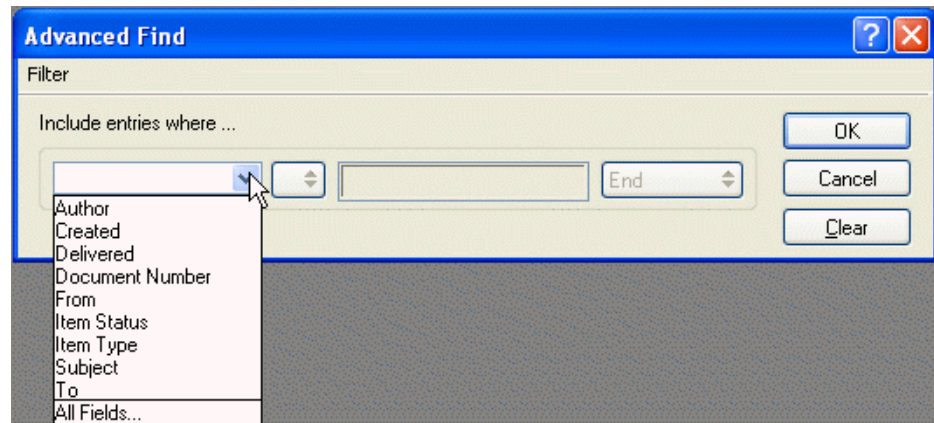 Advanced Find
Filter
Include entries where ...
OK
End
Cancel
Clear
Author
Created
Delivered
Document Number
From
Item Status
Item Type
Subject
To
All Fields...